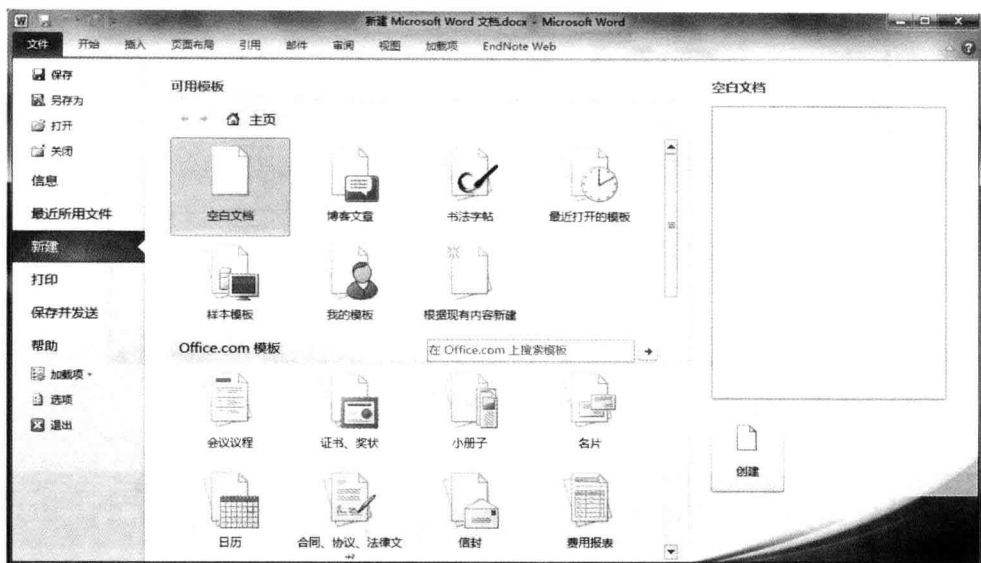 新建 Microsoft Word 文档.docx - Microsoft Word
文件 开始 插入 页面布局 引用 邮件 审阅 视图 加载项 EndNote Web
保存
另存为
打开
关闭
信息
最近所用文件
新建
打印
保存并发送
帮助
加载项
选项
退出
可用模板
主页
空白文档 博客文章 书法字帖 最近打开的模板
样本模板 我的模板 根据现有内容新建
Office.com 模板 在 Office.com 上搜索模板
会议议程 证书、奖状 小册子 名片
日历 合同、协议、法律文 信封 费用报表
空白文档
创建